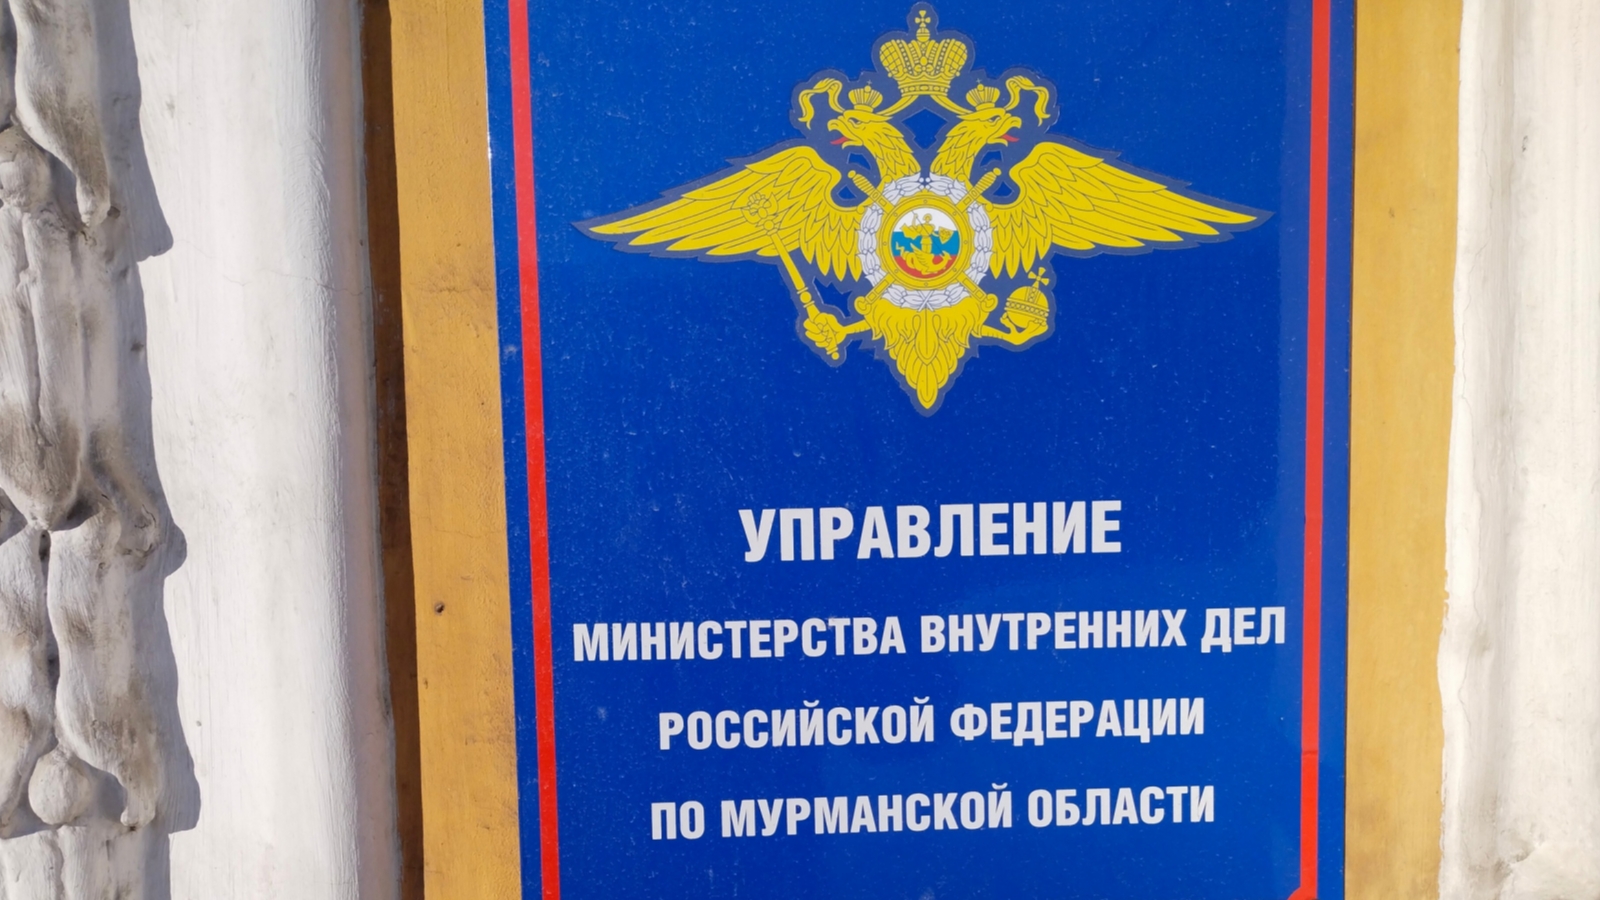 УПРАВЛЕНИЕ
МИНИСТЕРСТВА ВНУТРЕННИХ ДЕЛ
РОССИЙСКОЙ ФЕДЕРАЦИИ
ПО МУРМАНСКОЙ ОБЛАСТИ